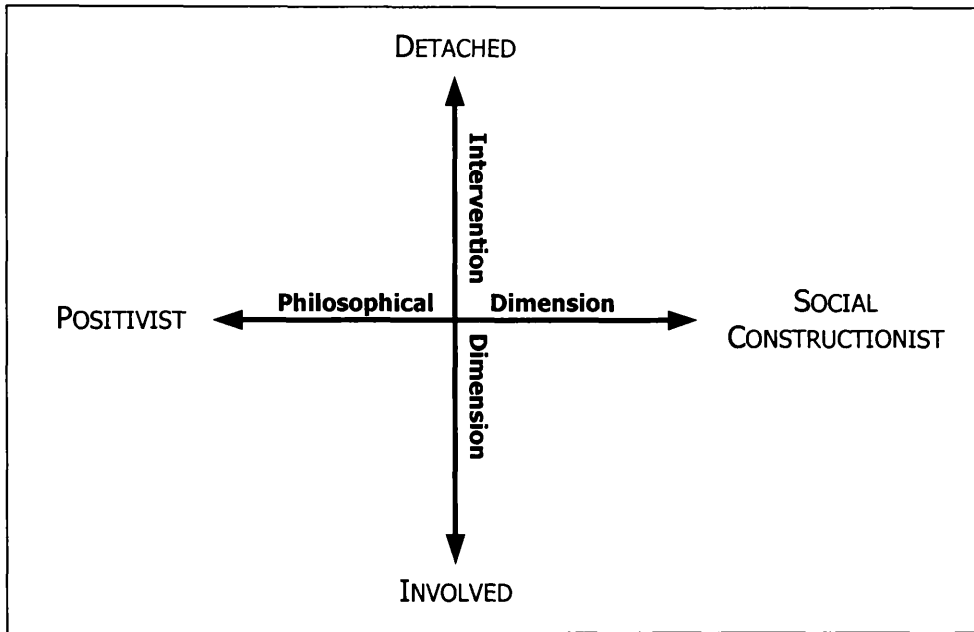 DETACHED
Intervention
Philosophical Dimension
POSITIVIST
SOCIAL
CONSTRUCTIONIST
Dimension
INVOLVED